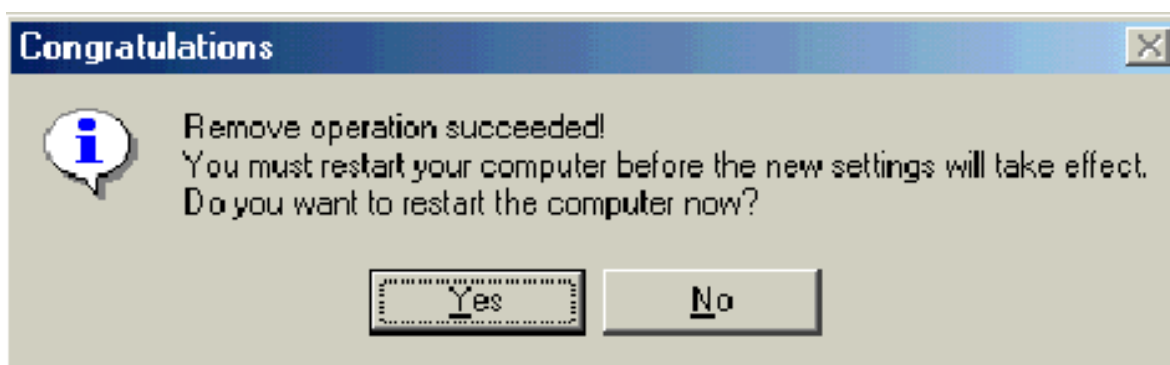 Congratulations
Remove operation succeeded!
You must restart your computer before the new settings will take effect.
Do you want to restart the computer now?
Yes
No